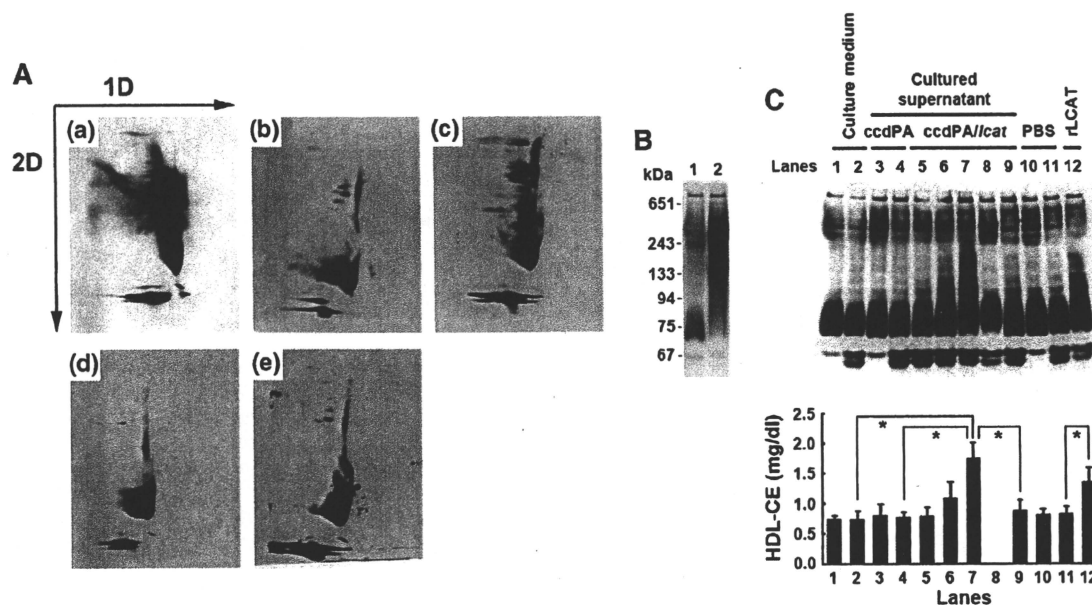 A
1D
2D
(a)
(b)
(c)
(d)
(e)
B
1 2
kDa
651-
243-
133-
94-
75-
67-
C
Culture medium
Cultured
supernatant
ccdPA ccdPA/lcat PBS
rLCAT
Lanes 1 2 3 4 5 6 7 8 9 10 11 12
HDL-CE (mg/dl)
2.5
2.0
1.5
1.0
0.5
0.0
* * * *
1 2 3 4 5 6 7 8 9 10 11 12
Lanes